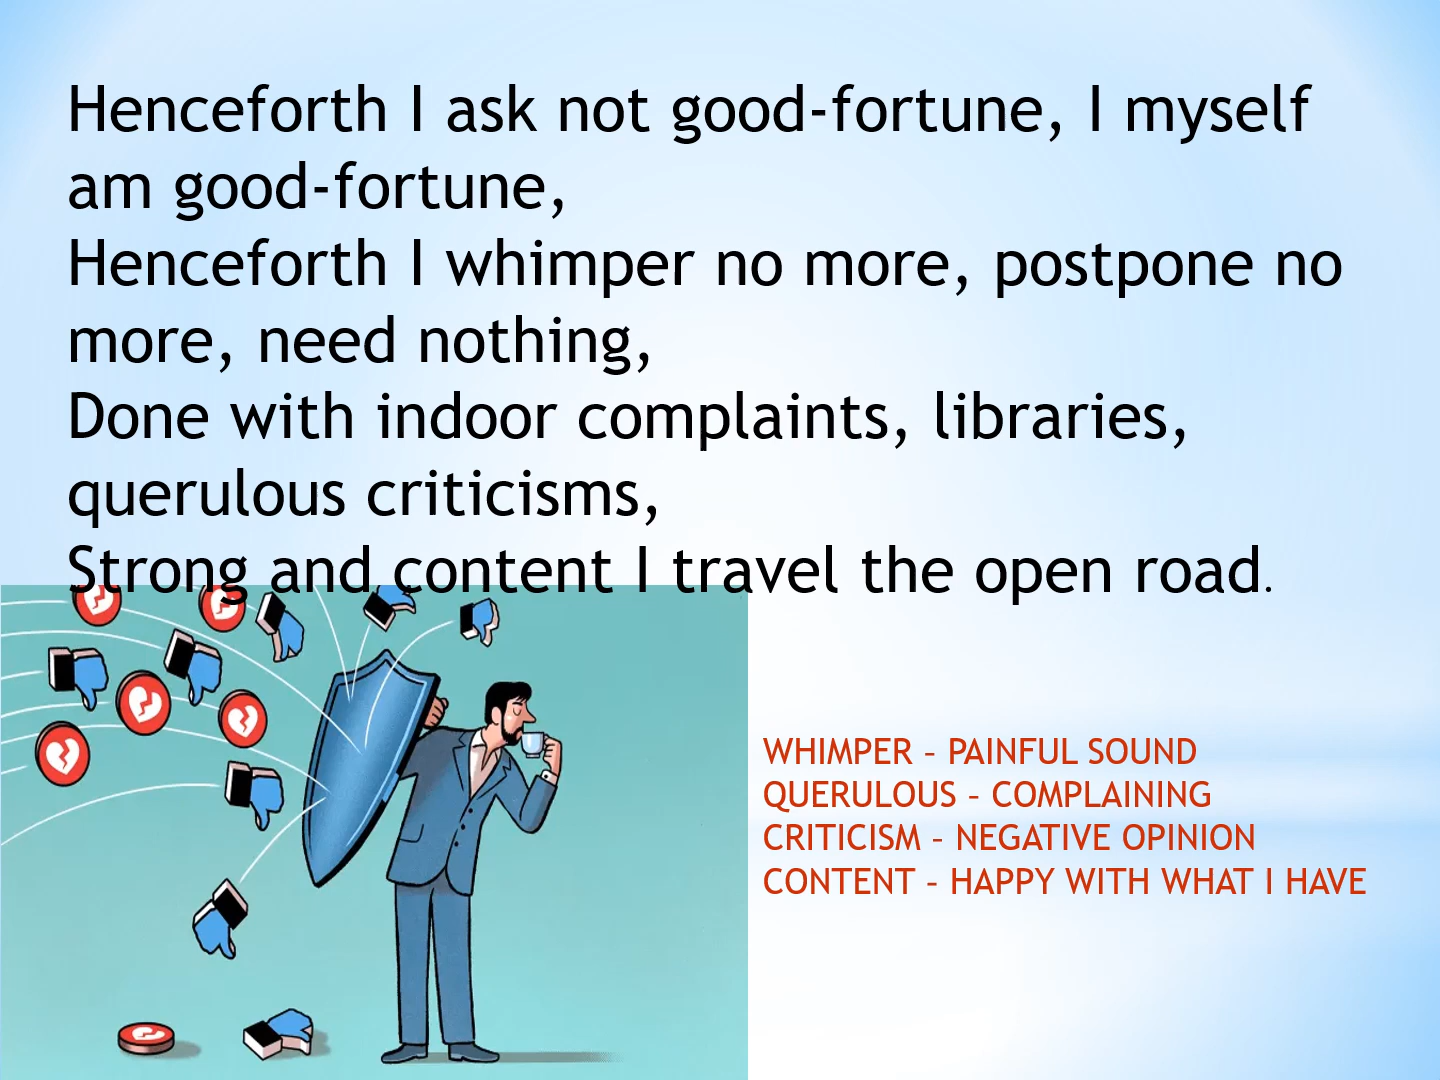 Henceforth I ask not good-fortune, I myself
am good-fortune,
Henceforth I whimper no more, postpone no
more, need nothing,
Done with indoor complaints, libraries,
querulous criticisms,
Strong and content I travel the open road.
WHIMPER – PAINFUL SOUND
QUERULOUS – COMPLAINING
CRITICISM – NEGATIVE OPINION
CONTENT – HAPPY WITH WHAT I HAVE